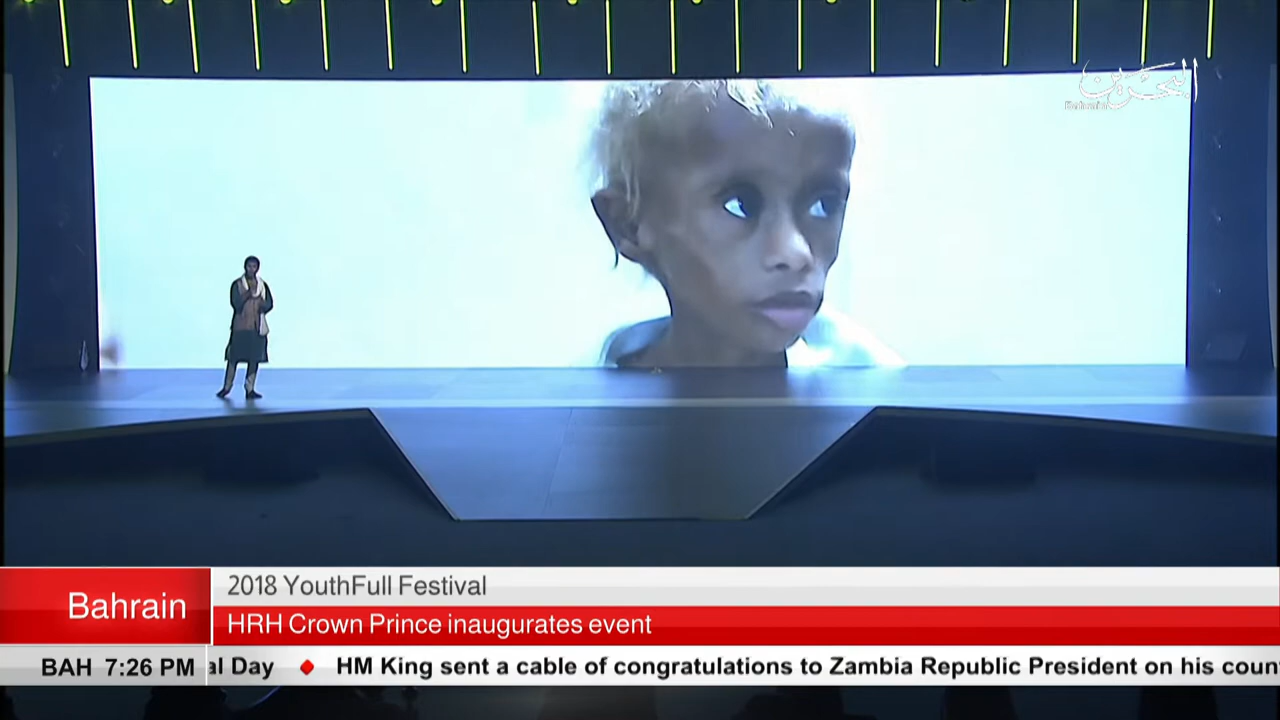 البحرين
Bahrain
2018 YouthFull Festival
HRH Crown Prince inaugurates event
BAH 7:26 PM al Day ♦ HM King sent a cable of congratulations to Zambia Republic President on his coun